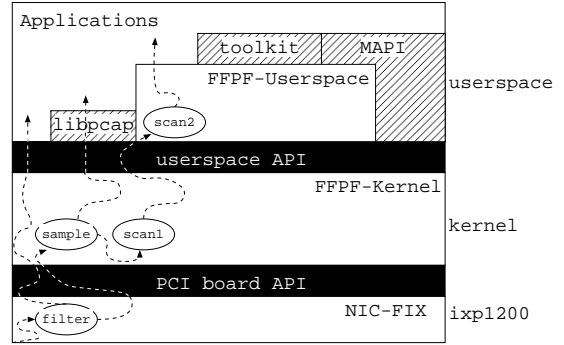 Applications
toolkit MAPI
FFPF-Userspace
userspace
libpcap
scan2
userspace API
FFPF-Kernel
kernel
sample scan1
PCI board API
NIC-FIX
ixp1200
filter